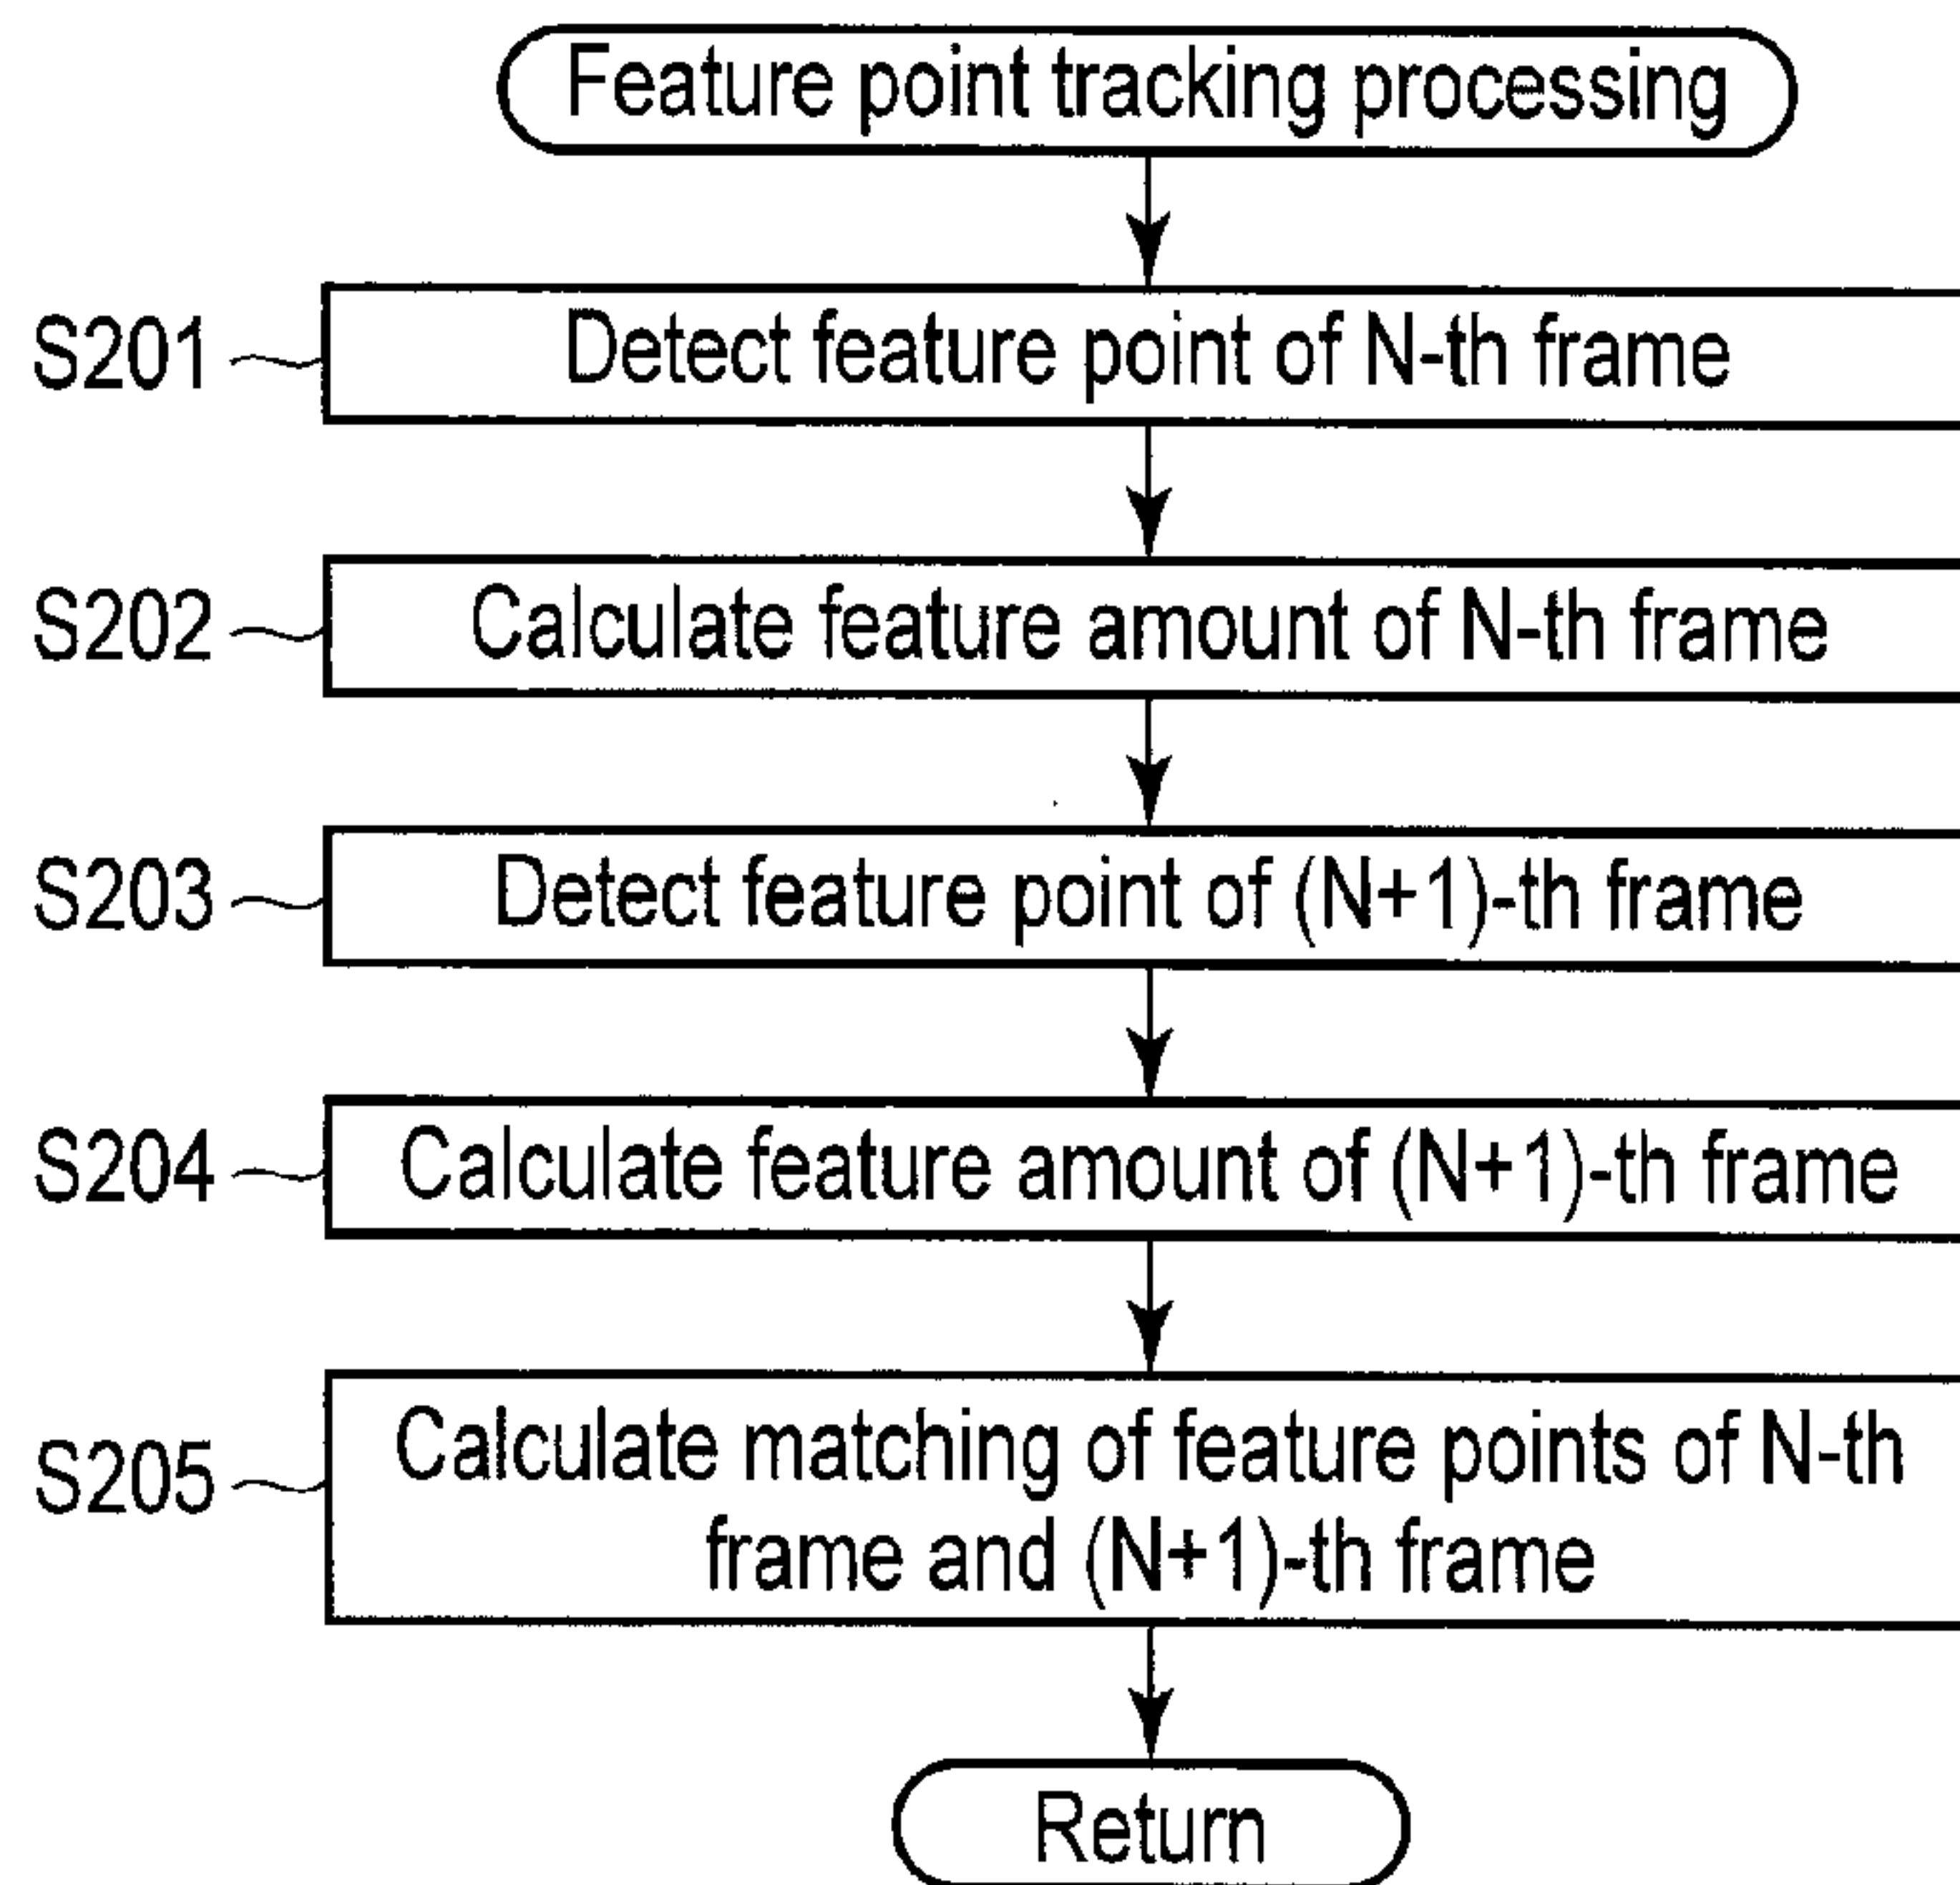 Feature point tracking processing
S201
Detect feature point of N-th frame
S202
Calculate feature amount of N-th frame
S203
Detect feature point of (N+1)-th frame
S204
Calculate feature amount of (N+1)-th frame
S205
Calculate matching of feature points of N-th
frame and (N+1)-th frame
Return